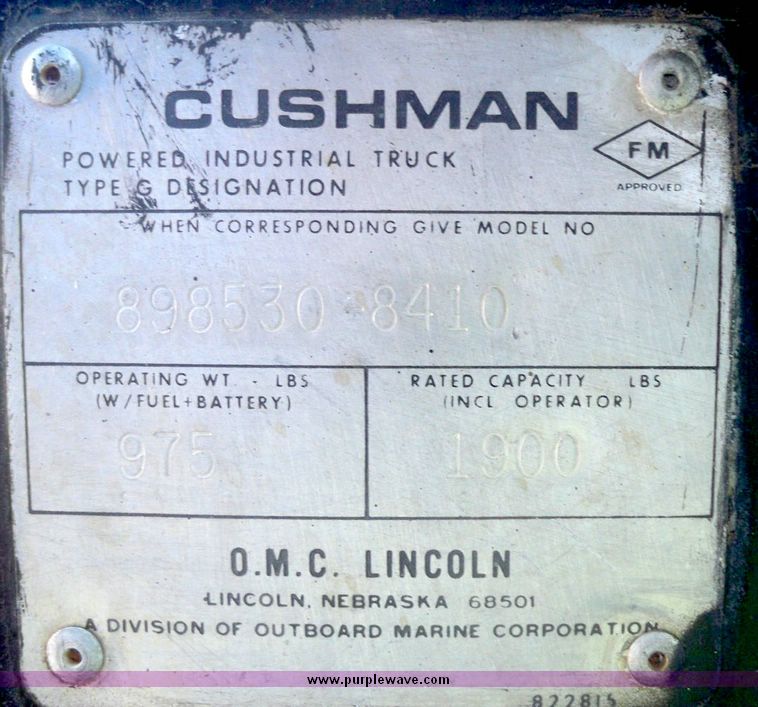 CUSHMAN
POWERED INDUSTRIAL TRUCK
TYPE G DESIGNATION
FM
APPROVED
WHEN CORRESPONDING GIVE MODEL NO
898530-8410
OPERATING WT. - LBS
(W/FUEL+BATTERY)
975
RATED CAPACITY LBS
(INCL OPERATOR)
1900
O.M.C. LINCOLN
LINCOLN, NEBRASKA 68501
A DIVISION OF OUTBOARD MARINE CORPORATION
www.purplewave.com
822815